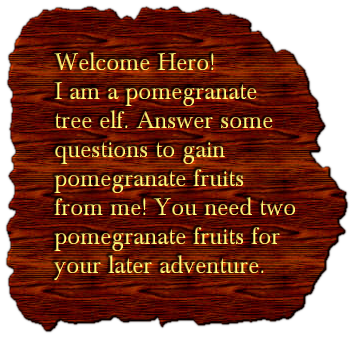 Welcome Hero!
I am a pomegranate
tree elf. Answer some
questions to gain
pomegranate fruits
from me! You need two
pomegranate fruits for
your later adventure.